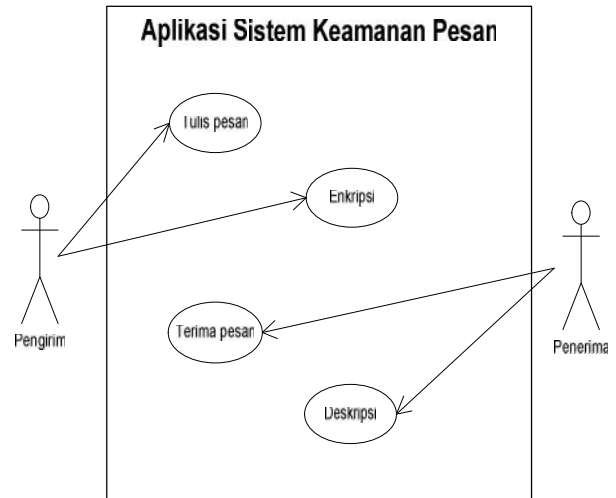 Aplikasi Sistem Keamanan Pesan
Tulis pesan
Enkripsi
Terima pesan
Pengirim
Penerima
Deskripsi